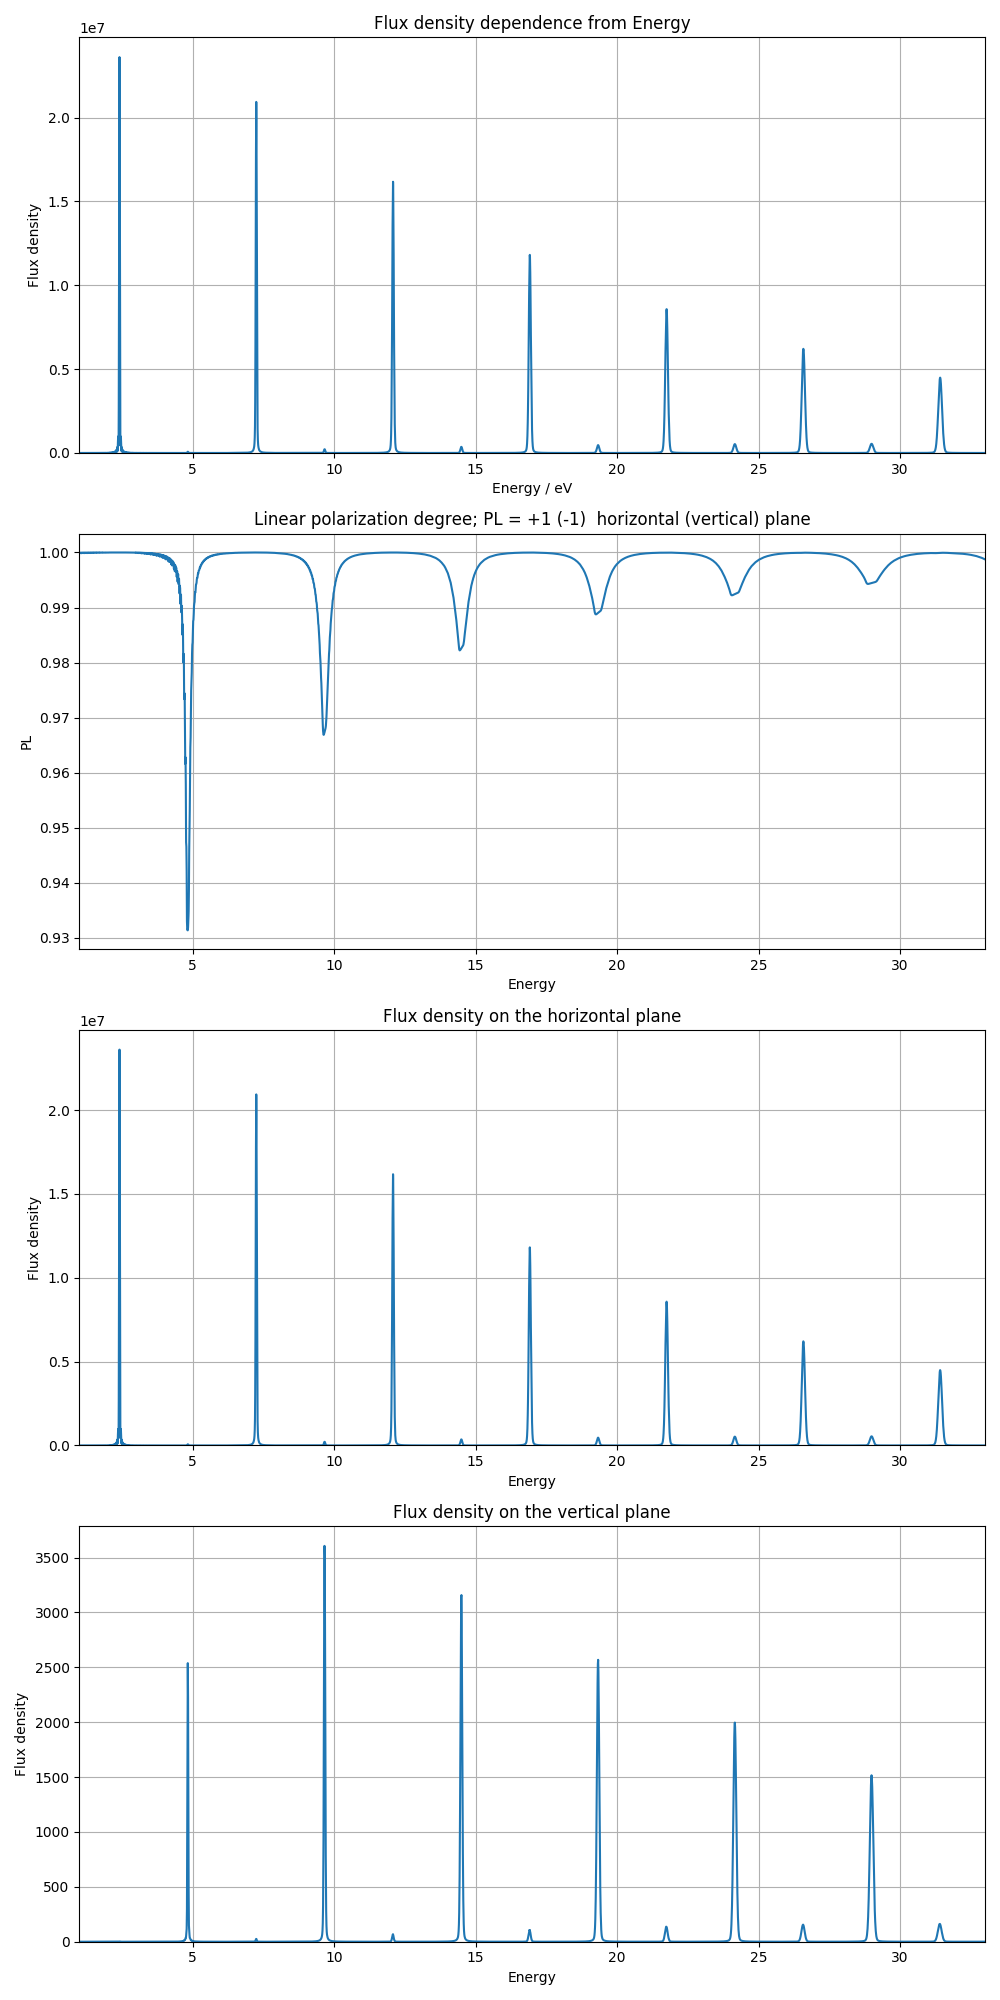 Flux density dependence from Energy
1e7
2.0
1.5
1.0
0.5
0.0
Flux density
5 10 15 20 25 30
Energy / eV
Linear polarization degree; PL = +1 (-1)  horizontal (vertical) plane
1.00
0.99
0.98
0.97
0.96
0.95
0.94
0.93
PL
5 10 15 20 25 30
Energy
Flux density on the horizontal plane
1e7
2.0
1.5
1.0
0.5
0.0
Flux density
5 10 15 20 25 30
Energy
Flux density on the vertical plane
3500
3000
2500
2000
1500
1000
500
0
Flux density
5 10 15 20 25 30
Energy